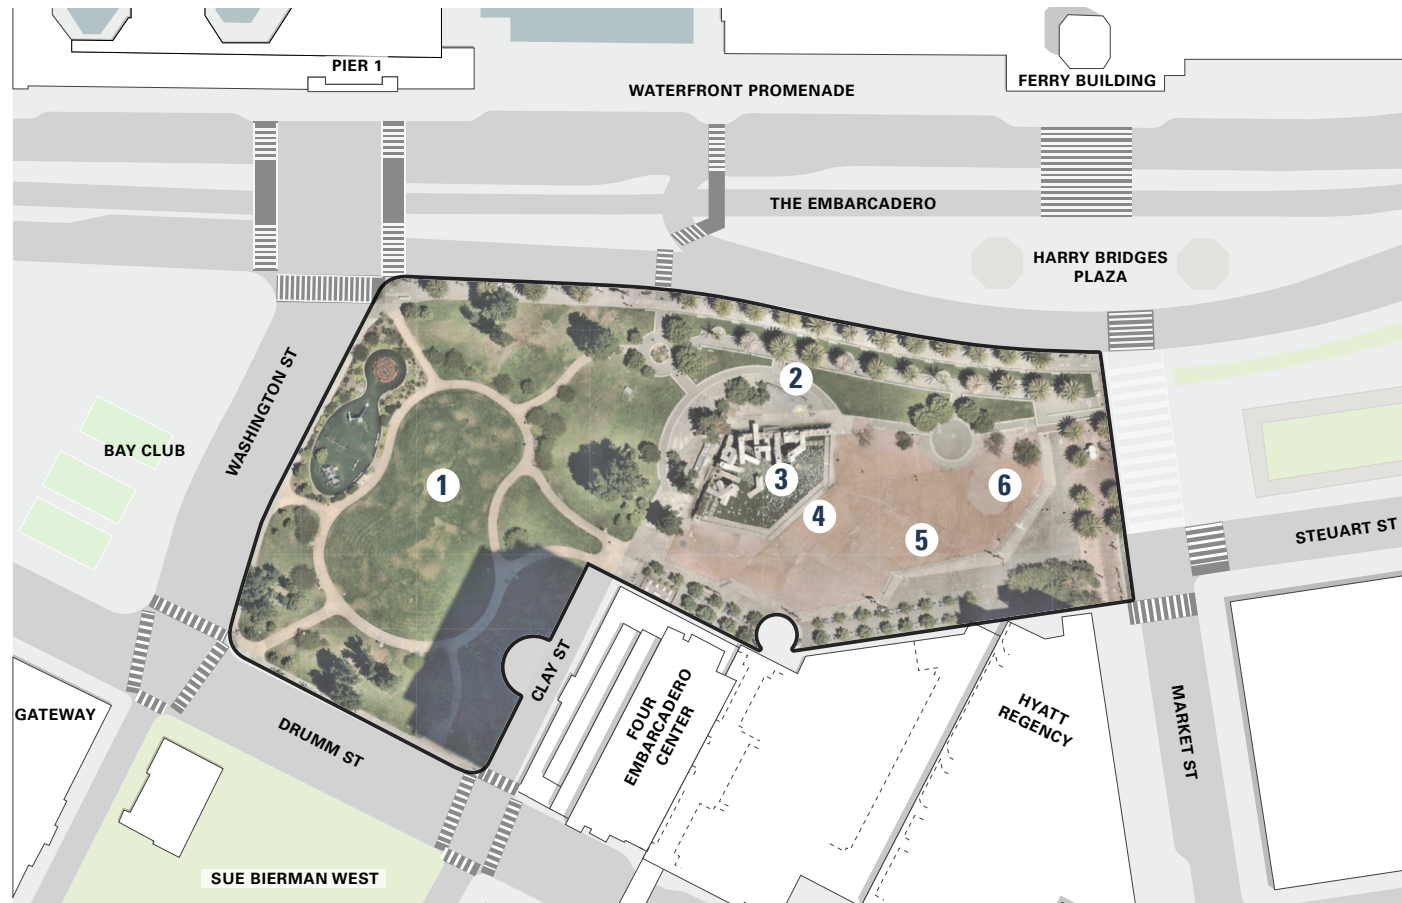 PIER 1
FERRY BUILDING
WATERFRONT PROMENADE
THE EMBARCADERO
HARRY BRIDGES
PLAZA
WASHINGTON ST
BAY CLUB
1
2
3
4
5
6
STEUART ST
CLAY ST
FOUR
EMBARCADERO
CENTER
HYATT
REGENCY
MARKET ST
GATEWAY
DRUMM ST
SUE BIERMAN WEST